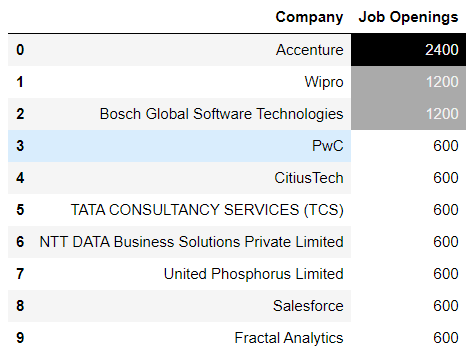 Company Job Openings
0 Accenture 2400
1 Wipro 1200
2 Bosch Global Software Technologies 1200
3 PwC 600
4 CitiusTech 600
5 TATA CONSULTANCY SERVICES (TCS) 600
6 NTT DATA Business Solutions Private Limited 600
7 United Phosphorus Limited 600
8 Salesforce 600
9 Fractal Analytics 600